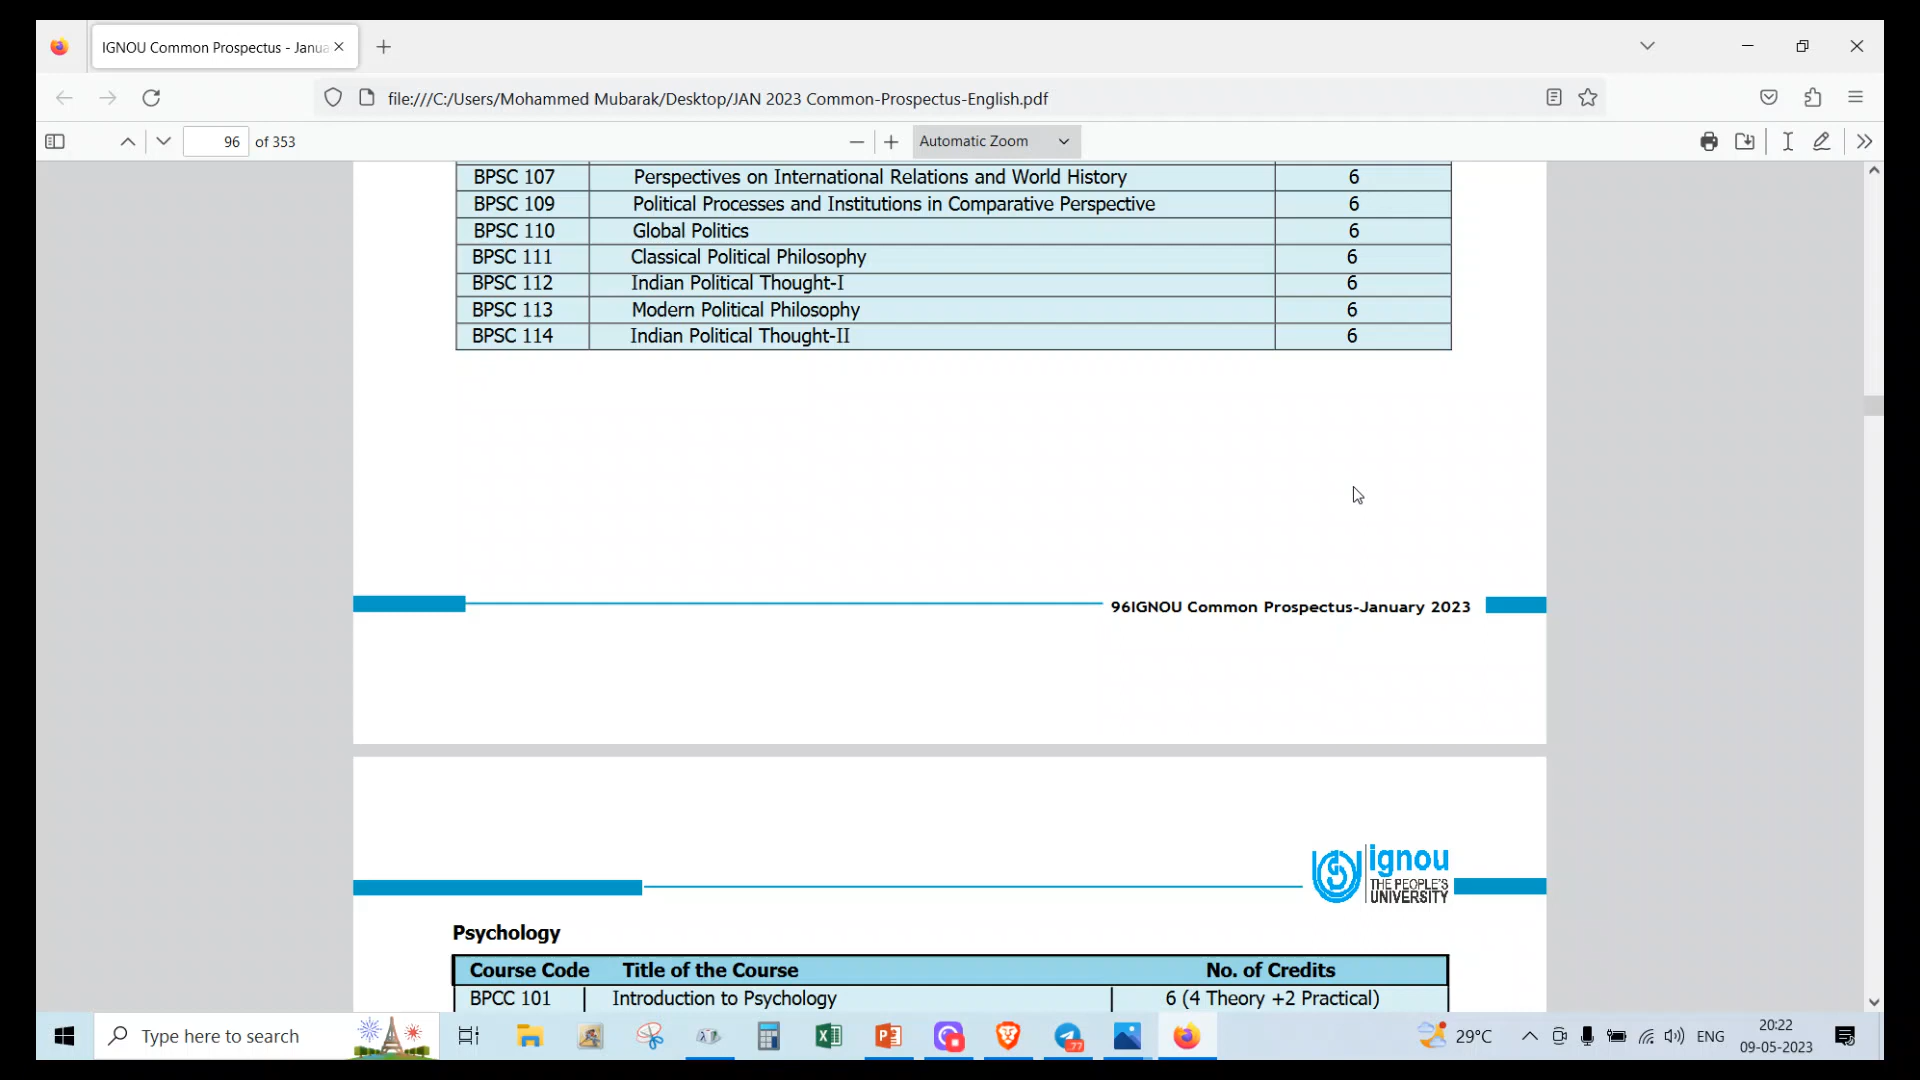 IGNOU Common Prospectus - Janua
file:///C:/Users/Mohammed Mubarak/Desktop/JAN 2023 Common-Prospectus-English.pdf
96 of 353 Automatic Zoom
BPSC 107 Perspectives on International Relations and World History 6
BPSC 109 Political Processes and Institutions in Comparative Perspective 6
BPSC 110 Global Politics 6
BPSC 111 Classical Political Philosophy 6
BPSC 112 Indian Political Thought-I 6
BPSC 113 Modern Political Philosophy 6
BPSC 114 Indian Political Thought-II 6
96IGNOU Common Prospectus-January 2023
ignou
THE PEOPLE'S
UNIVERSITY
Psychology
Course Code Title of the Course No. of Credits
BPCC 101 Introduction to Psychology 6 (4 Theory +2 Practical)
Type here to search 77 29°C ENG 20:22
09-05-2023